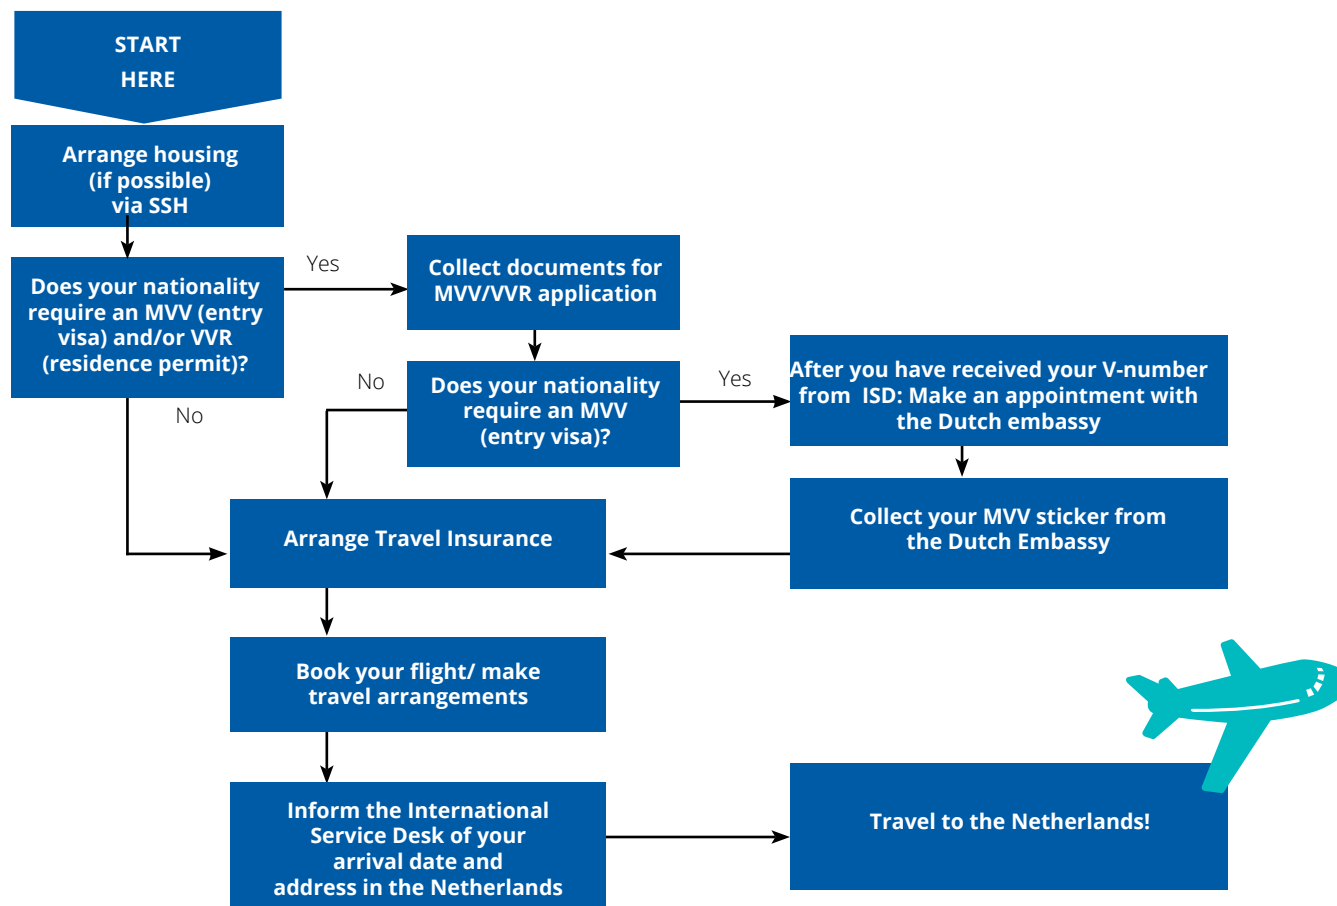 START
HERE
Arrange housing
(if possible)
via SSH
Does your nationality
require an MVV (entry
visa) and/or VVR
(residence permit)?
Yes
No
Collect documents for
MVV/VVR application
Does your nationality
require an MVV
(entry visa)?
No
Yes
After you have received your V-number
from ISD: Make an appointment with
the Dutch embassy
Collect your MVV sticker from
the Dutch Embassy
Arrange Travel Insurance
Book your flight/ make
travel arrangements
Inform the International
Service Desk of your
arrival date and
address in the Netherlands
Travel to the Netherlands!